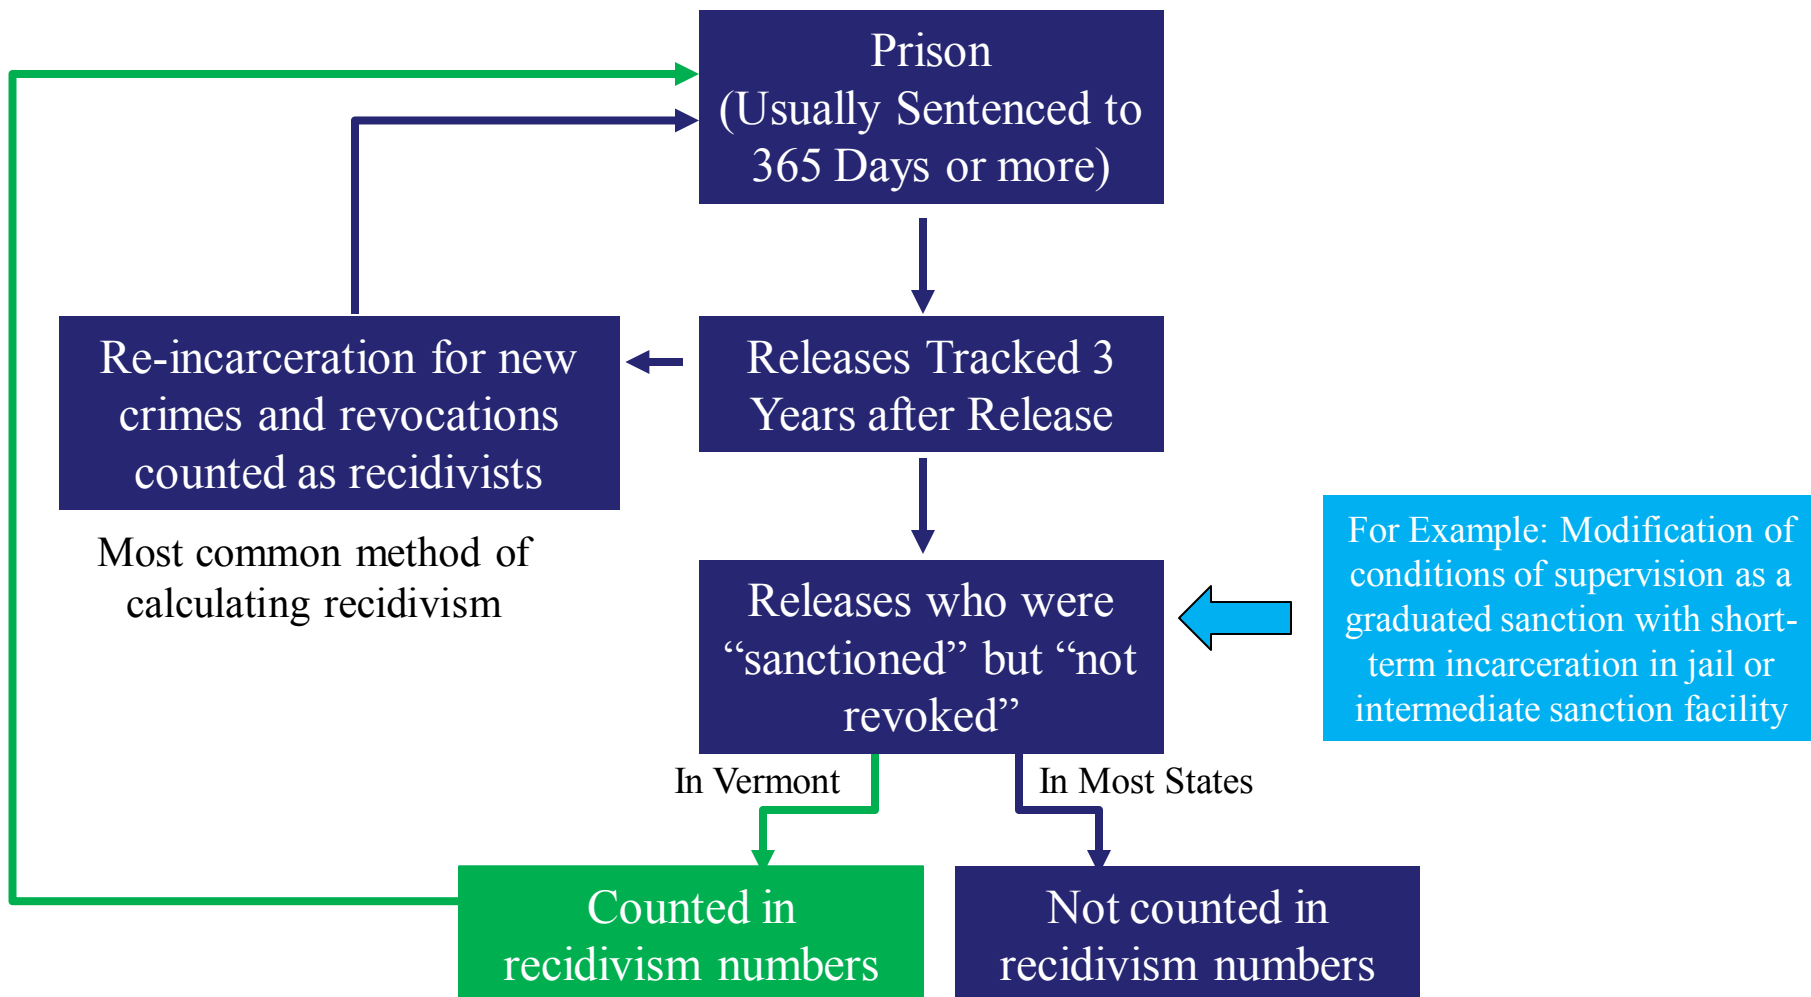 Prison
(Usually Sentenced to
365 Days or more)
Re-incarceration for new
crimes and revocations
counted as recidivists
Releases Tracked 3
Years after Release
Most common method of
calculating recidivism
For Example: Modification of
conditions of supervision as a
graduated sanction with short-
term incarceration in jail or
intermediate sanction facility
Releases who were
“sanctioned” but “not
revoked”
In Vermont
In Most States
Counted in
recidivism numbers
Not counted in
recidivism numbers